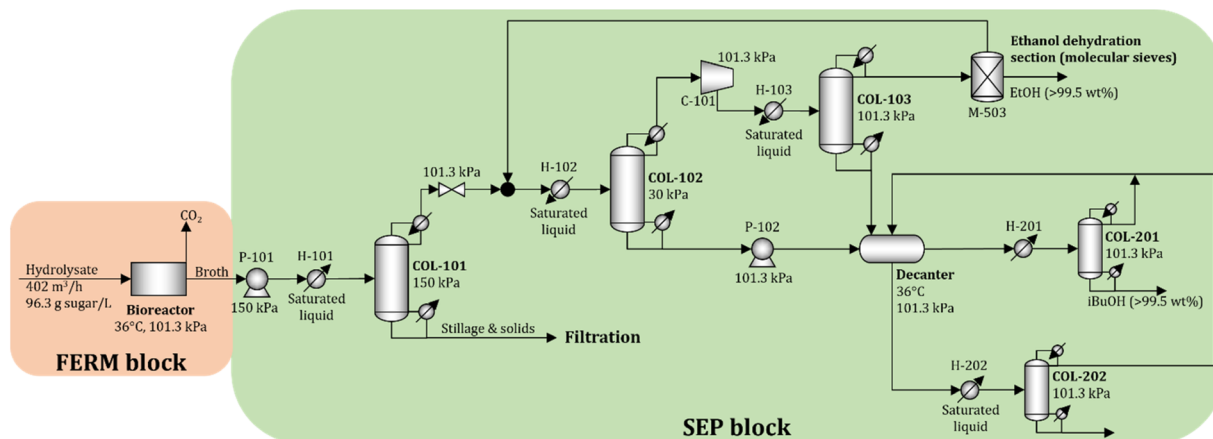 Hydrolysate
402 m³/h
96.3 g sugar/L
CO₂
Bioreactor
36°C, 101.3 kPa
Broth
FERM block
P-101
150 kPa
H-101
Saturated
liquid
COL-101
150 kPa
Stillage & solids
Filtration
101.3 kPa
H-102
Saturated
liquid
COL-102
30 kPa
101.3 kPa
C-101
H-103
Saturated
liquid
COL-103
101.3 kPa
Ethanol dehydration
section (molecular sieves)
EtOH (>99.5 wt%)
M-503
P-102
101.3 kPa
Decanter
36°C
101.3 kPa
H-201
COL-201
101.3 kPa
iBuOH (>99.5 wt%)
H-202
Saturated
liquid
COL-202
101.3 kPa
SEP block